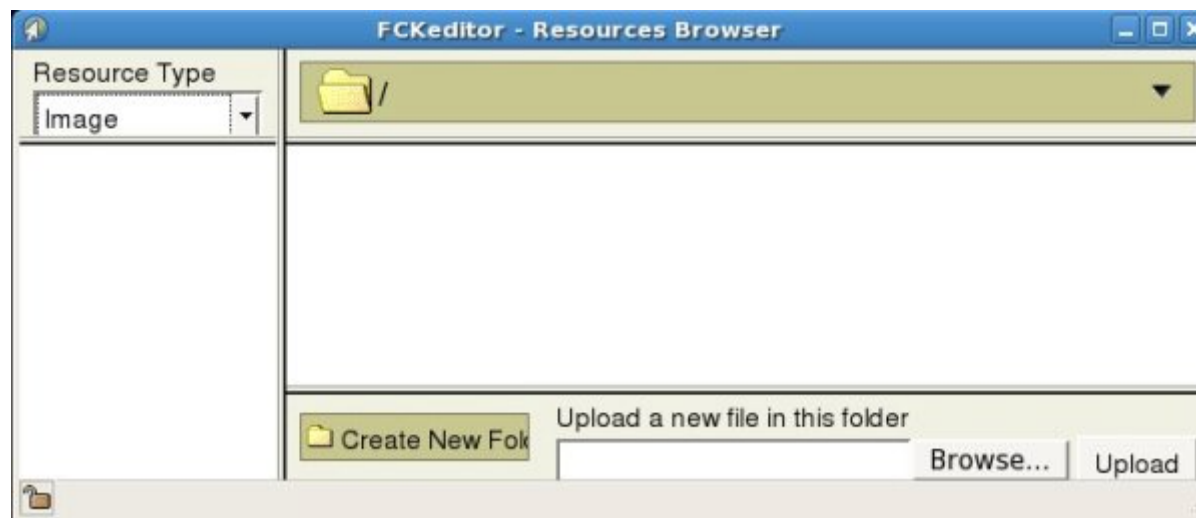 FCKeditor - Resources Browser
Resource Type
Image
/
Upload a new file in this folder
Create New Fol
Browse...
Upload